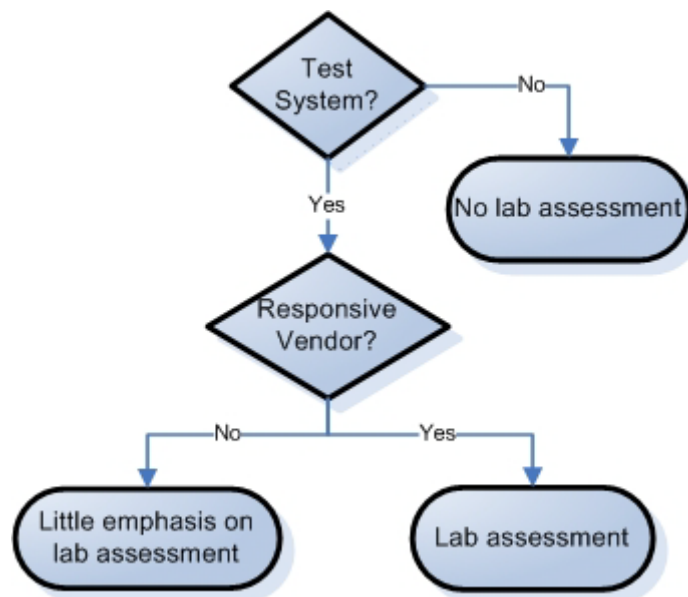 Test
System?
No
No lab assessment
Yes
Responsive
Vendor?
No
Yes
Little emphasis on
lab assessment
Lab assessment